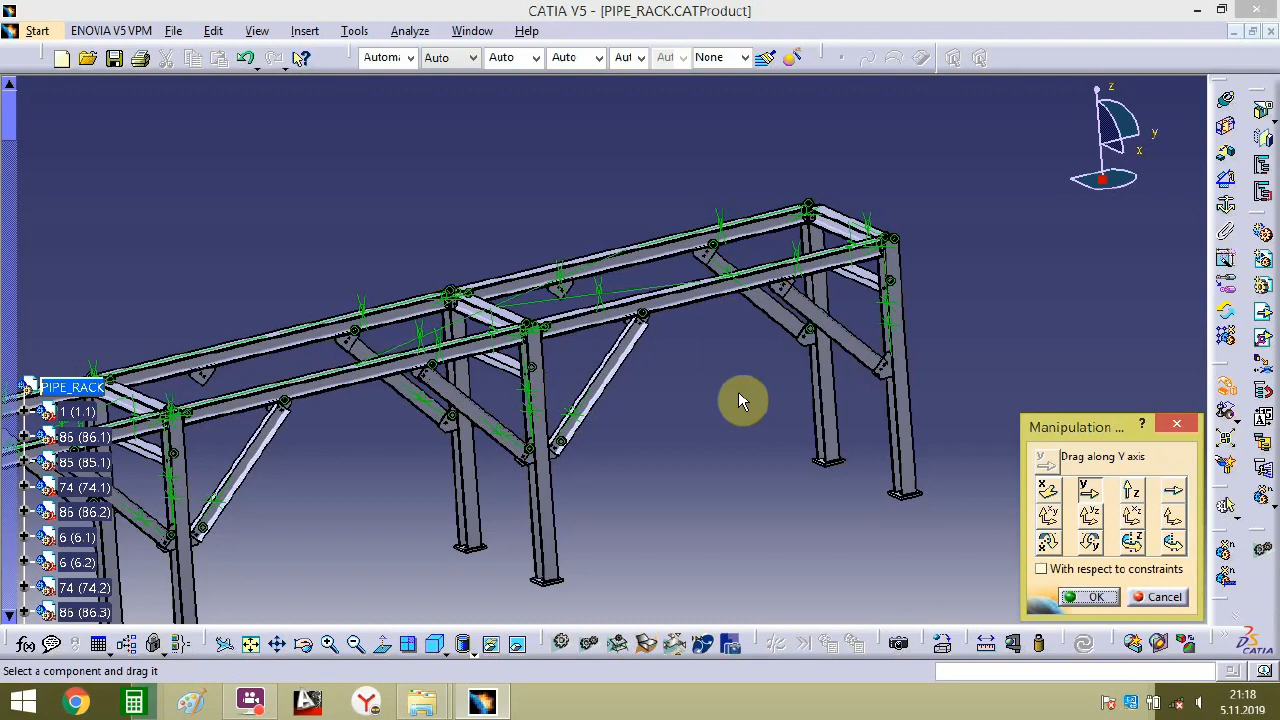 CATIA V5 - [PIPE_RACK.CATProduct]
Start ENOVIA V5 VPM File Edit View Insert Tools Analyze Window Help
Automa Auto Auto Auto Aut Aut None
z
y
x
PIPE_RACK
1 (1.1)
86 (86.1)
85 (85.1)
74 (74.1)
86 (86.2)
6 (6.1)
6 (6.2)
74 (74.2)
86 (86.3)
Manipulation ... ?
Drag along Y axis
With respect to constraints
OK Cancel
CATIA
Select a component and drag it
21:18
5.11.2019